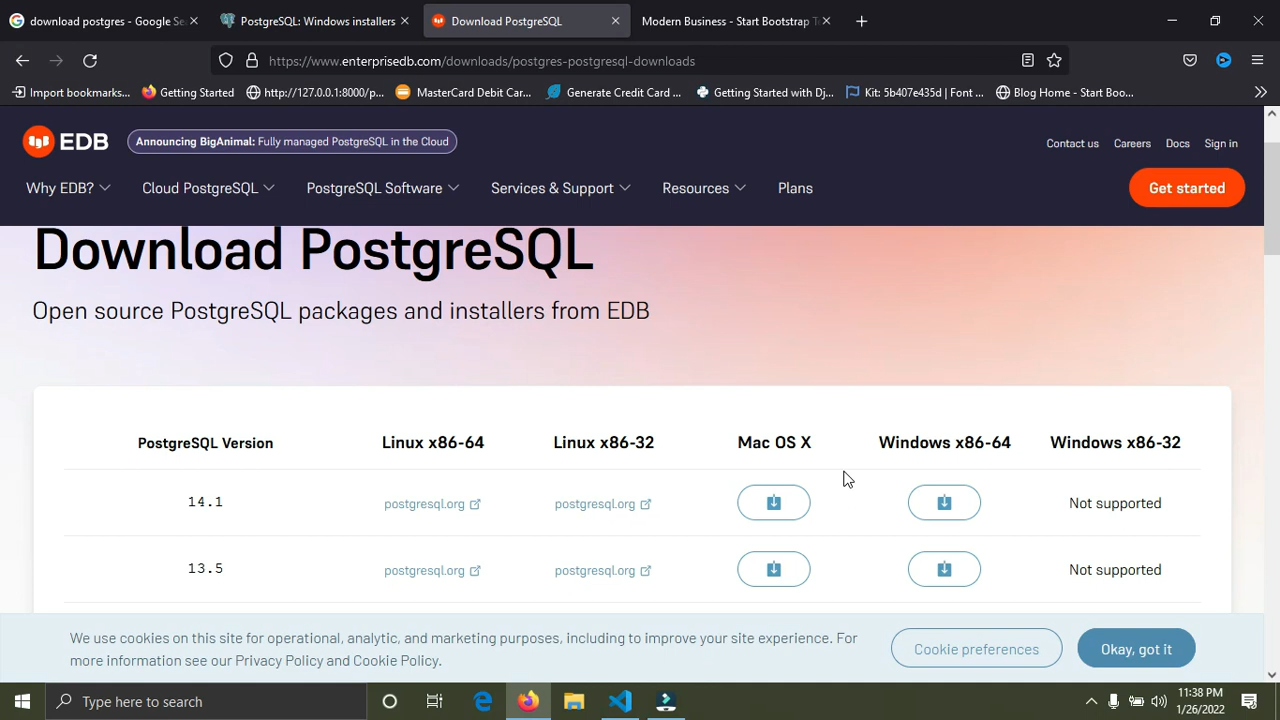 download postgres - Google Se
PostgreSQL: Windows installers
Download PostgreSQL
Modern Business - Start Bootstrap Te
https://www.enterprisedb.com/downloads/postgres-postgresql-downloads
Import bookmarks...
Getting Started
http://127.0.0.1:8000/p...
MasterCard Debit Car...
Generate Credit Card ...
Getting Started with Dj...
Kit: 5b407e435d | Font ...
Blog Home - Start Boo...
EDB
Announcing BigAnimal: Fully managed PostgreSQL in the Cloud
Contact us
Careers
Docs
Sign in
Why EDB?
Cloud PostgreSQL
PostgreSQL Software
Services & Support
Resources
Plans
Get started
Download PostgreSQL
Open source PostgreSQL packages and installers from EDB
PostgreSQL Version
Linux x86-64
Linux x86-32
Mac OS X
Windows x86-64
Windows x86-32
14.1
postgresql.org
postgresql.org
Not supported
13.5
postgresql.org
postgresql.org
Not supported
We use cookies on this site for operational, analytic, and marketing purposes, including to improve your site experience. For
more information see our Privacy Policy and Cookie Policy.
Cookie preferences
Okay, got it
Type here to search
11:38 PM
1/26/2022